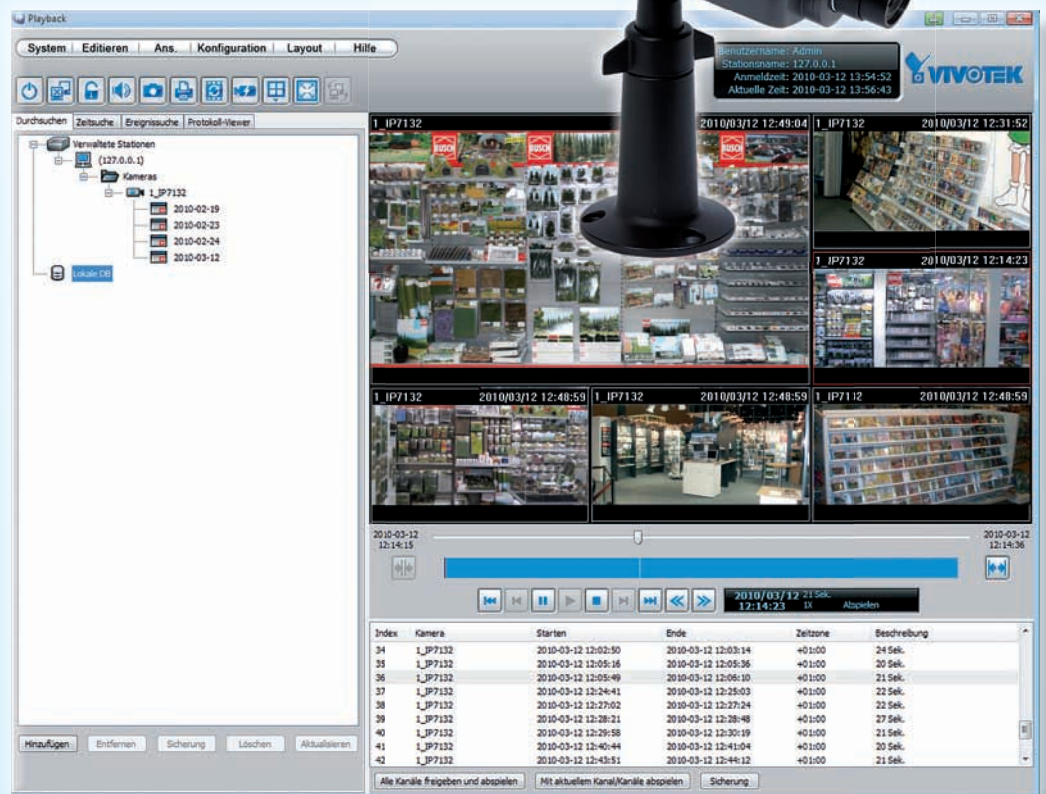 Playback
System Editieren Ans. Konfiguration Layout Hilfe
Benutzername: Admin
Stationsname: 127.0.0.1
Anmeldzeit: 2010-03-12 13:54:52
Aktuelle Zeit: 2010-03-12 13:56:43
VIVOTEK
Durchsuchen Zeitsuche Ereignissuche Protokoll-Viewer
Verwaltete Stationen
(127.0.0.1)
Kameras
1_IP7132
2010-02-19
2010-02-23
2010-02-24
2010-03-12
Lokale DB
1_IP7132 2010/03/12 12:49:04
BUSCH BUSCH BUSCH
1_IP7132 2010/03/12 12:31:52
1_IP7132 2010/03/12 12:14:23
1_IP7132 2010/03/12 12:48:59
1_IP7132 2010/03/12 12:48:59
1_IP7132 2010/03/12 12:48:59
2010-03-12
12:14:15
2010-03-12
12:14:36
2010/03/12 21 Sek.
12:14:23 1X Abspielen
Index Kamera Starten Ende Zeitzone Beschreibung
34 1_IP7132 2010-03-12 12:02:50 2010-03-12 12:03:14 +01:00 24 Sek.
35 1_IP7132 2010-03-12 12:05:16 2010-03-12 12:05:36 +01:00 20 Sek.
36 1_IP7132 2010-03-12 12:05:49 2010-03-12 12:06:10 +01:00 21 Sek.
37 1_IP7132 2010-03-12 12:24:41 2010-03-12 12:25:03 +01:00 22 Sek.
38 1_IP7132 2010-03-12 12:27:02 2010-03-12 12:27:24 +01:00 22 Sek.
39 1_IP7132 2010-03-12 12:28:21 2010-03-12 12:28:48 +01:00 27 Sek.
40 1_IP7132 2010-03-12 12:29:58 2010-03-12 12:30:19 +01:00 21 Sek.
41 1_IP7132 2010-03-12 12:40:44 2010-03-12 12:41:04 +01:00 20 Sek.
42 1_IP7132 2010-03-12 12:43:51 2010-03-12 12:44:12 +01:00 21 Sek.
Hinzufügen Entfernen Sicherung Löschen Aktualisieren
Alle Kanäle freigeben und abspielen Mit aktuellem Kanal/Kanäle abspielen Sicherung